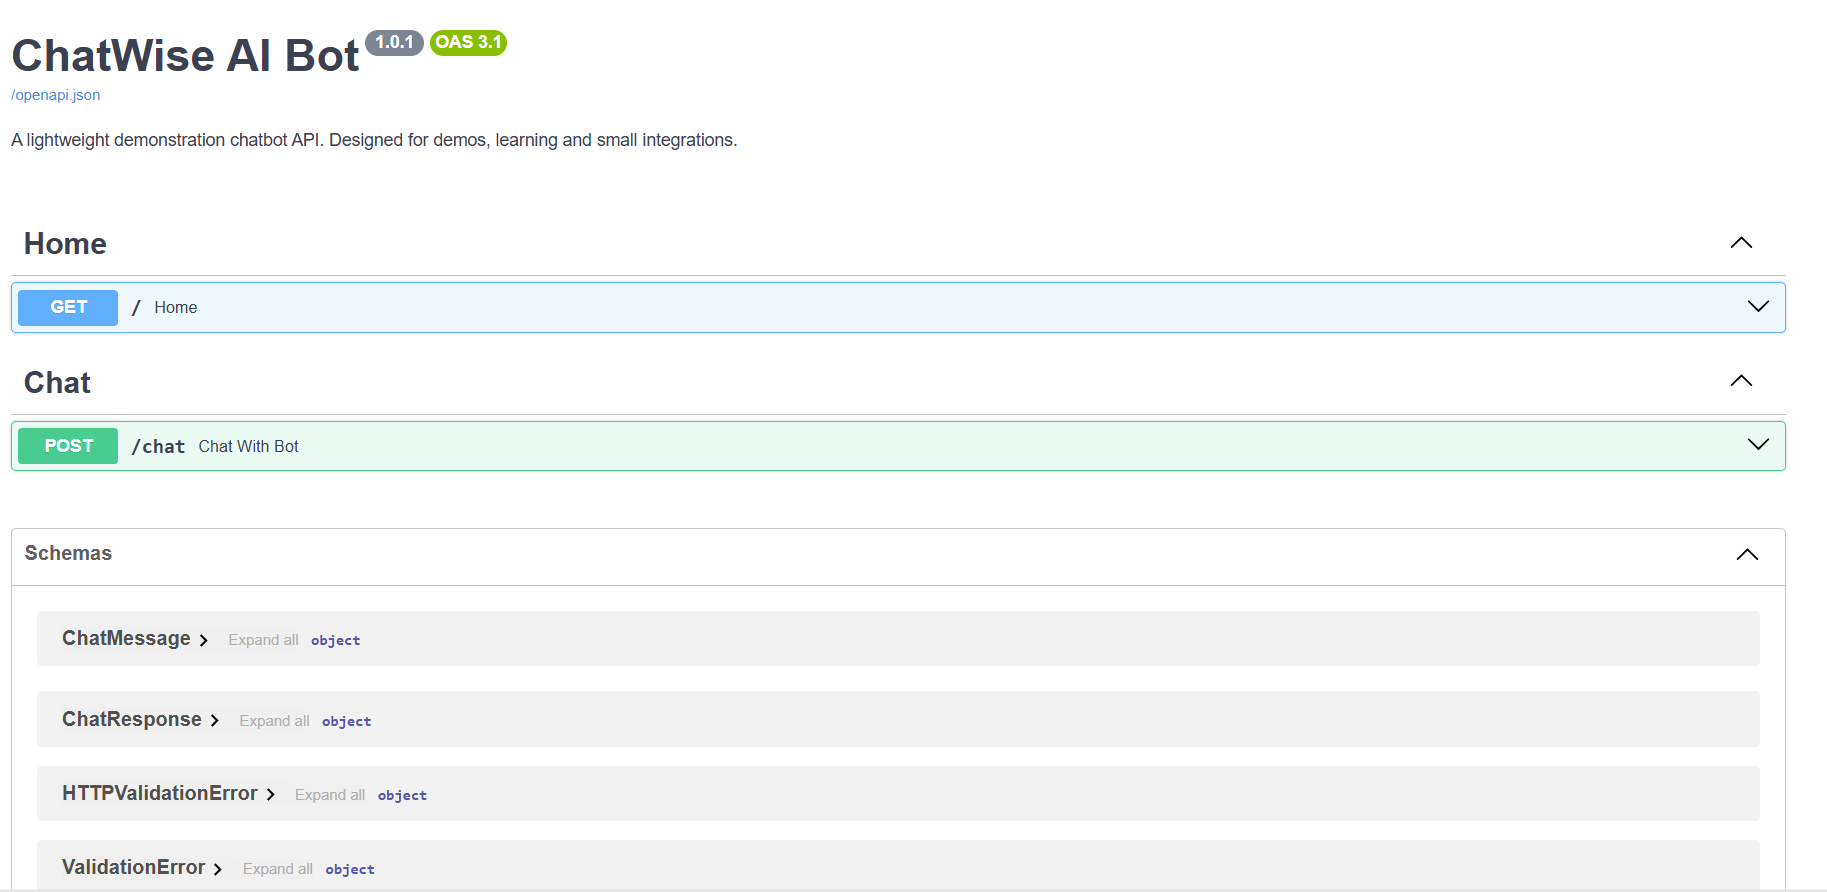 ChatWise AI Bot 1.0.1 OAS 3.1
/openapi.json
A lightweight demonstration chatbot API. Designed for demos, learning and small integrations.
Home
GET / Home
Chat
POST /chat Chat With Bot
Schemas
ChatMessage Expand all object
ChatResponse Expand all object
HTTPValidationError Expand all object
ValidationError Expand all object